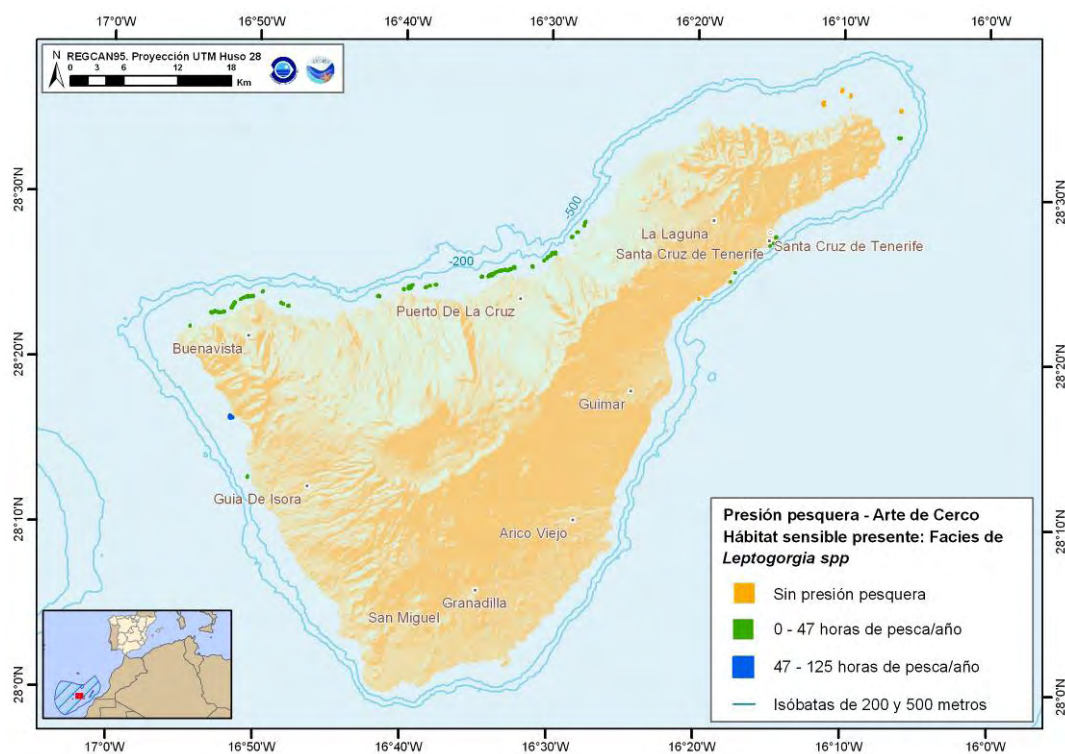 17°0'W 16°50'W 16°40'W 16°30'W 16°20'W 16°10'W 16°0'W
N REGCAN95. Proyección UTM Huso 28
0 3 6 12 18
Km
28°30'N
28°30'N
-500
-200
La Laguna
Santa Cruz de Tenerife
Santa Cruz de Tenerife
Puerto De La Cruz
Buenavista
28°20'N
28°20'N
Guimar
Guia De Isora
28°10'N
28°10'N
Arico Viejo
Granadilla
San Miguel
28°0'N
28°0'N
Presión pesquera - Arte de Cerco
Hábitat sensible presente: Facies de
Leptogorgia spp
Sin presión pesquera
0 - 47 horas de pesca/año
47 - 125 horas de pesca/año
Isóbatas de 200 y 500 metros
17°0'W 16°50'W 16°40'W 16°30'W 16°20'W 16°10'W 16°0'W